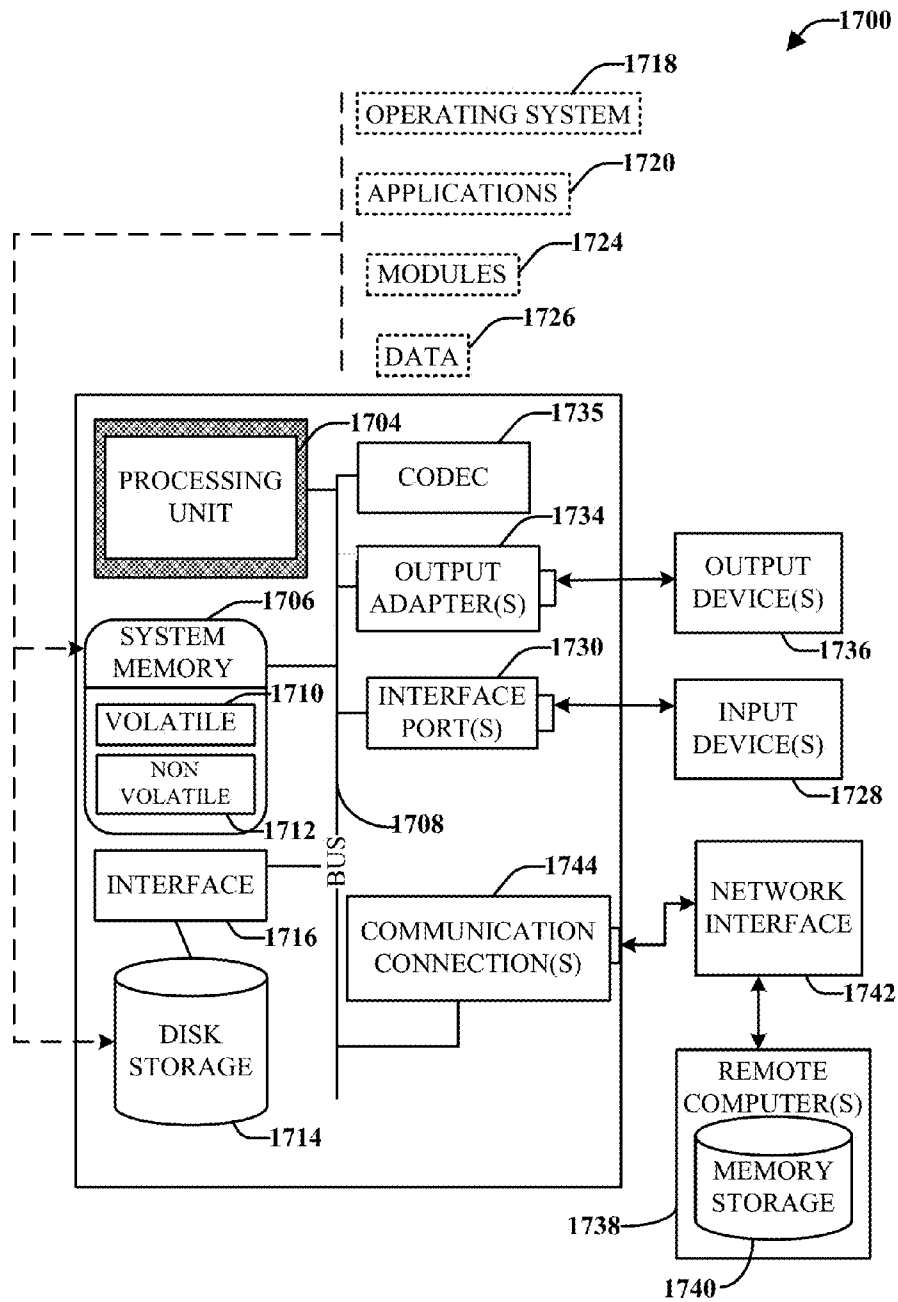 1700
1718
OPERATING SYSTEM
1720
APPLICATIONS
1724
MODULES
1726
DATA
1704
PROCESSING
UNIT
1735
CODEC
1734
OUTPUT
ADAPTER(S)
OUTPUT
DEVICE(S)
1736
1706
SYSTEM
MEMORY
1710
VOLATILE
NON
VOLATILE
1712
1730
INTERFACE
PORT(S)
INPUT
DEVICE(S)
1728
1708
BUS
INTERFACE
1716
1744
COMMUNICATION
CONNECTION(S)
NETWORK
INTERFACE
1742
DISK
STORAGE
1714
REMOTE
COMPUTER(S)
MEMORY
STORAGE
1738
1740